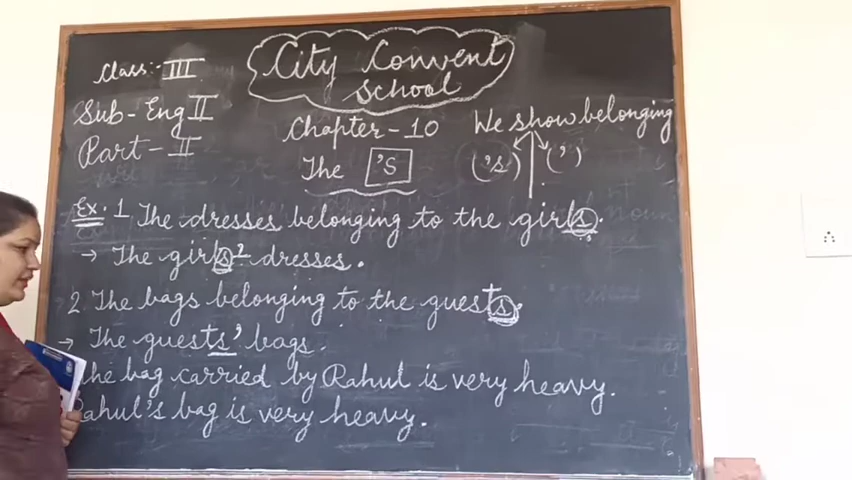 Class:- III
City Convent
School
Sub- Eng II
Part- II
Chapter-10
The 's
We show belonging
('s) (')
Ex. 1 The dresses belonging to the girls.
→ The girls' dresses.
2. The bags belonging to the guests.
→ The guests' bags.
the bag carried by Rahul is very heavy.
Rahul's bag is very heavy.